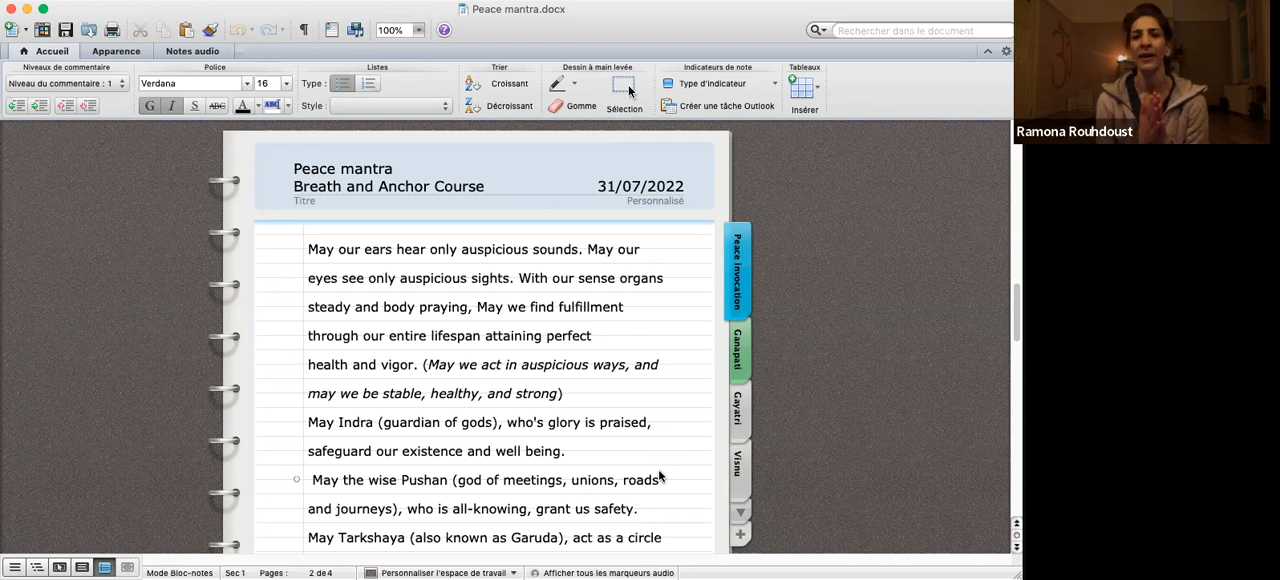 Peace mantra.docx
100%
Rechercher dans le document
Accueil Apparence Notes audio
Niveaux de commentaire Police Listes Trier Dessin à main levée Indicateurs de note Tableaux
Niveau du commentaire : 1 Verdana 16 Type : Croissant Type d'indicateur
G I S ABC A ABC Style : Décroissant Gomme Sélection Créer une tâche Outlook Insérer
Ramona Rouhdoust
Peace mantra
Breath and Anchor Course 31/07/2022
Titre Personnalisé
May our ears hear only auspicious sounds. May our
eyes see only auspicious sights. With our sense organs
steady and body praying, May we find fulfillment
through our entire lifespan attaining perfect
health and vigor. (May we act in auspicious ways, and
may we be stable, healthy, and strong)
May Indra (guardian of gods), who's glory is praised,
safeguard our existence and well being.
May the wise Pushan (god of meetings, unions, roads
and journeys), who is all-knowing, grant us safety.
May Tarkshaya (also known as Garuda), act as a circle
Peace invocation
Ganapati
Gayatri
Visnu
Mode Bloc-notes Sec 1 Pages : 2 de 4 Personnaliser l'espace de travail Afficher tous les marqueurs audio